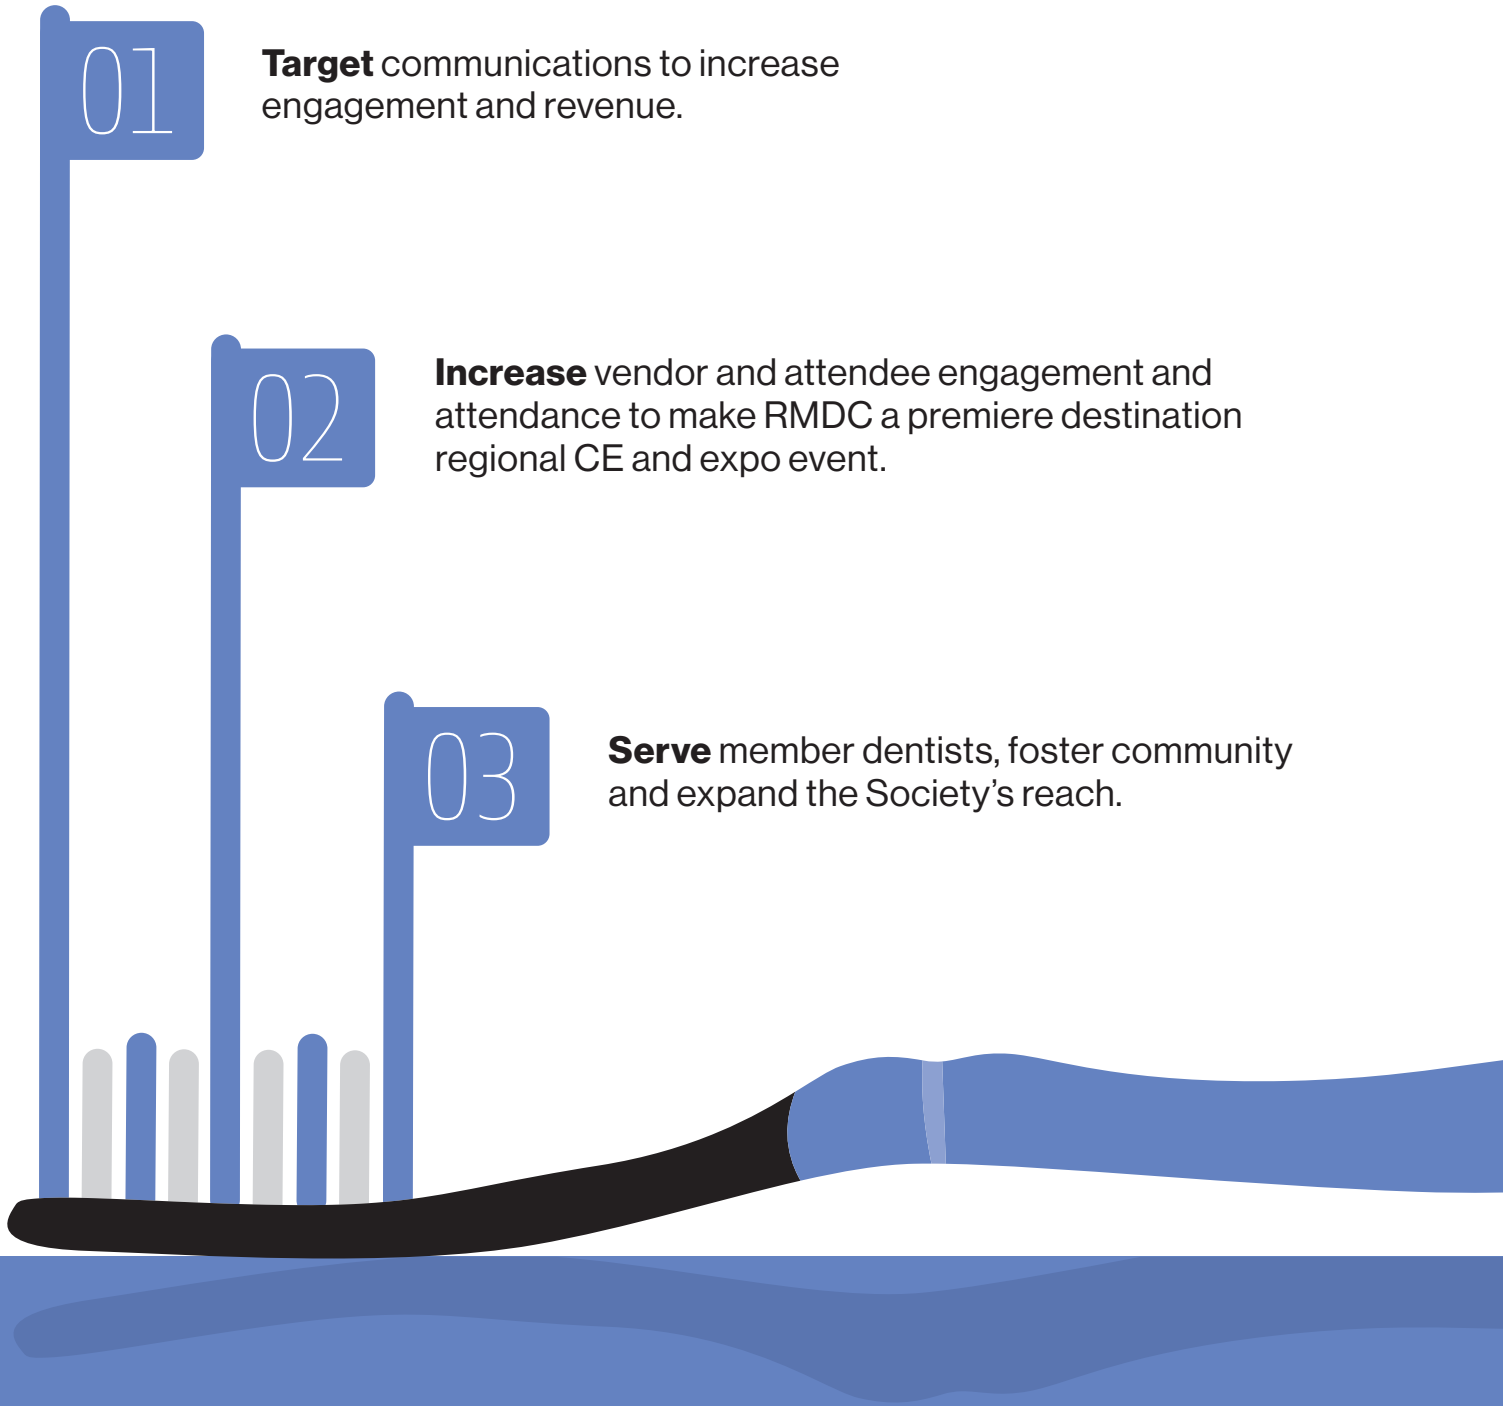 01
Target communications to increase
engagement and revenue.
02
Increase vendor and attendee engagement and
attendance to make RMDC a premiere destination
regional CE and expo event.
03
Serve member dentists, foster community
and expand the Society’s reach.